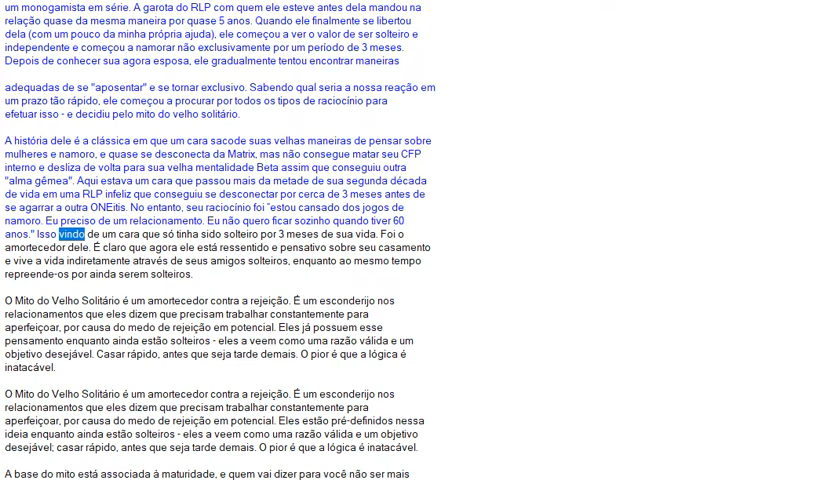 um monogamista em série. A garota do RLP com quem ele esteve antes dela mandou na
relação quase da mesma maneira por quase 5 anos. Quando ele finalmente se libertou
dela (com um pouco da minha própria ajuda), ele começou a ver o valor de ser solteiro e
independente e começou a namorar não exclusivamente por um período de 3 meses.
Depois de conhecer sua agora esposa, ele gradualmente tentou encontrar maneiras
adequadas de se "aposentar" e se tornar exclusivo. Sabendo qual seria a nossa reação em
um prazo tão rápido, ele começou a procurar por todos os tipos de raciocínio para
efetuar isso - e decidiu pelo mito do velho solitário.
A história dele é a clássica em que um cara sacode suas velhas maneiras de pensar sobre
mulheres e namoro, e quase se desconecta da Matrix, mas não consegue matar seu CFP
interno e desliza de volta para sua velha mentalidade Beta assim que conseguiu outra
"alma gêmea". Aqui estava um cara que passou mais da metade de sua segunda década
de vida em uma RLP infeliz que conseguiu se desconectar por cerca de 3 meses antes de
se agarrar a outra ONEitis. No entanto, seu raciocínio foi "estou cansado dos jogos de
namoro. Eu preciso de um relacionamento. Eu não quero ficar sozinho quando tiver 60
anos." Isso vindo de um cara que só tinha sido solteiro por 3 meses de sua vida. Foi o
amortecedor dele. É claro que agora ele está ressentido e pensativo sobre seu casamento
e vive a vida indiretamente através de seus amigos solteiros, enquanto ao mesmo tempo
repreende-os por ainda serem solteiros.
O Mito do Velho Solitário é um amortecedor contra a rejeição. É um esconderijo nos
relacionamentos que eles dizem que precisam trabalhar constantemente para
aperfeiçoar, por causa do medo de rejeição em potencial. Eles já possuem esse
pensamento enquanto ainda estão solteiros - eles a veem como uma razão válida e um
objetivo desejável. Casar rápido, antes que seja tarde demais. O pior é que a lógica é
inatacável.
O Mito do Velho Solitário é um amortecedor contra a rejeição. É um esconderijo nos
relacionamentos que eles dizem que precisam trabalhar constantemente para
aperfeiçoar, por causa do medo de rejeição em potencial. Eles estão pré-definidos nessa
ideia enquanto ainda estão solteiros - eles a veem como uma razão válida e um objetivo
desejável; casar rápido, antes que seja tarde demais. O pior é que a lógica é inatacável.
A base do mito está associada à maturidade, e quem vai dizer para você não ser mais